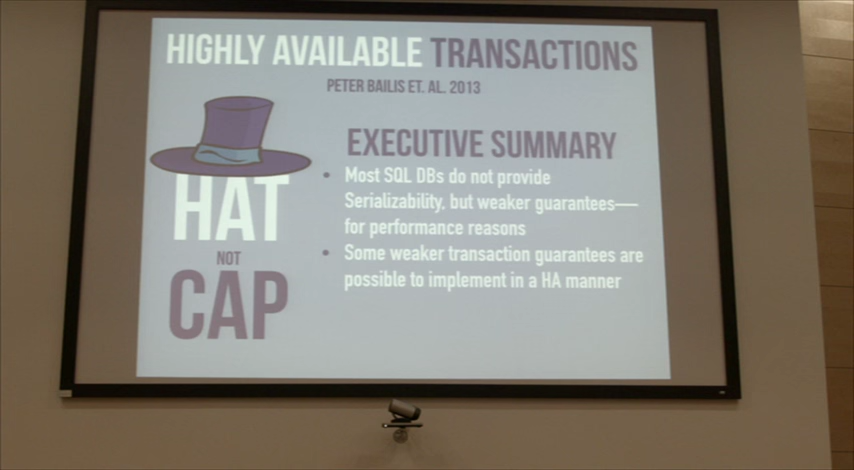 HIGHLY AVAILABLE TRANSACTIONS
PETER BAILIS ET. AL. 2013
HAT
NOT
CAP
EXECUTIVE SUMMARY
• Most SQL DBs do not provide
Serializability, but weaker guarantees—
for performance reasons
• Some weaker transaction guarantees are
possible to implement in a HA manner